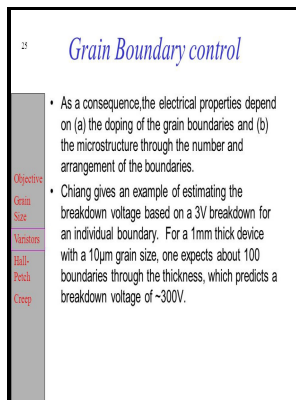 25
Grain Boundary control
• As a consequence,the electrical properties depend
on (a) the doping of the grain boundaries and (b)
the microstructure through the number and
arrangement of the boundaries.
• Chiang gives an example of estimating the
breakdown voltage based on a 3V breakdown for
an individual boundary. For a 1mm thick device
with a 10µm grain size, one expects about 100
boundaries through the thickness, which predicts a
breakdown voltage of ~300V.
Objective
Grain
Size
Varistors
Hall-
Petch
Creep